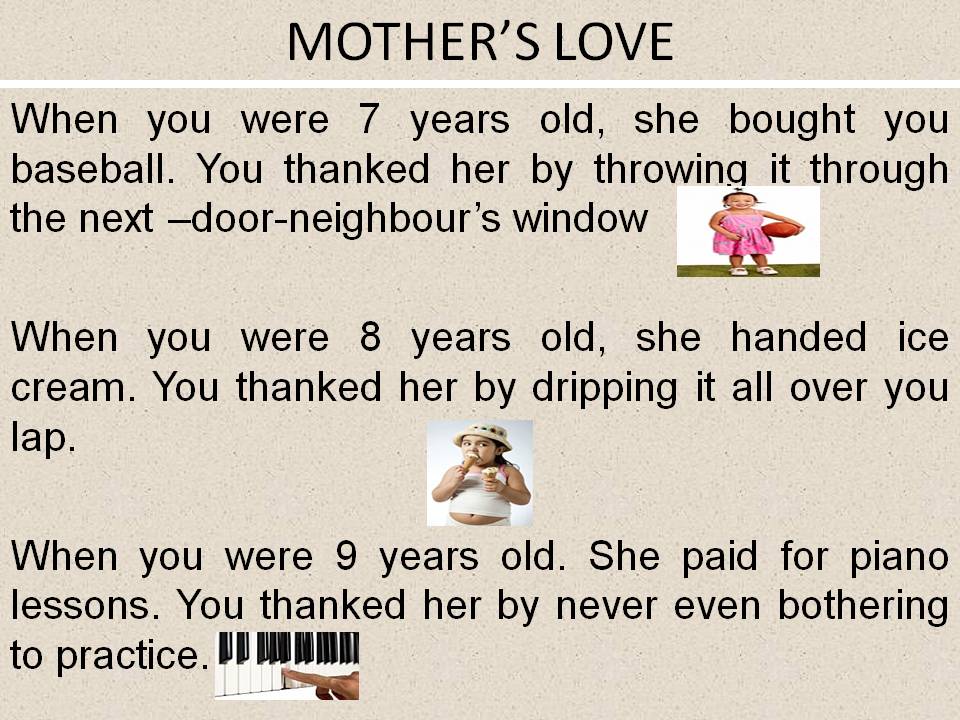 MOTHER’S LOVE
When you were 7 years old, she bought you
baseball. You thanked her by throwing it through
the next –door-neighbour’s window
When you were 8 years old, she handed ice
cream. You thanked her by dripping it all over you
lap.
When you were 9 years old. She paid for piano
lessons. You thanked her by never even bothering
to practice.